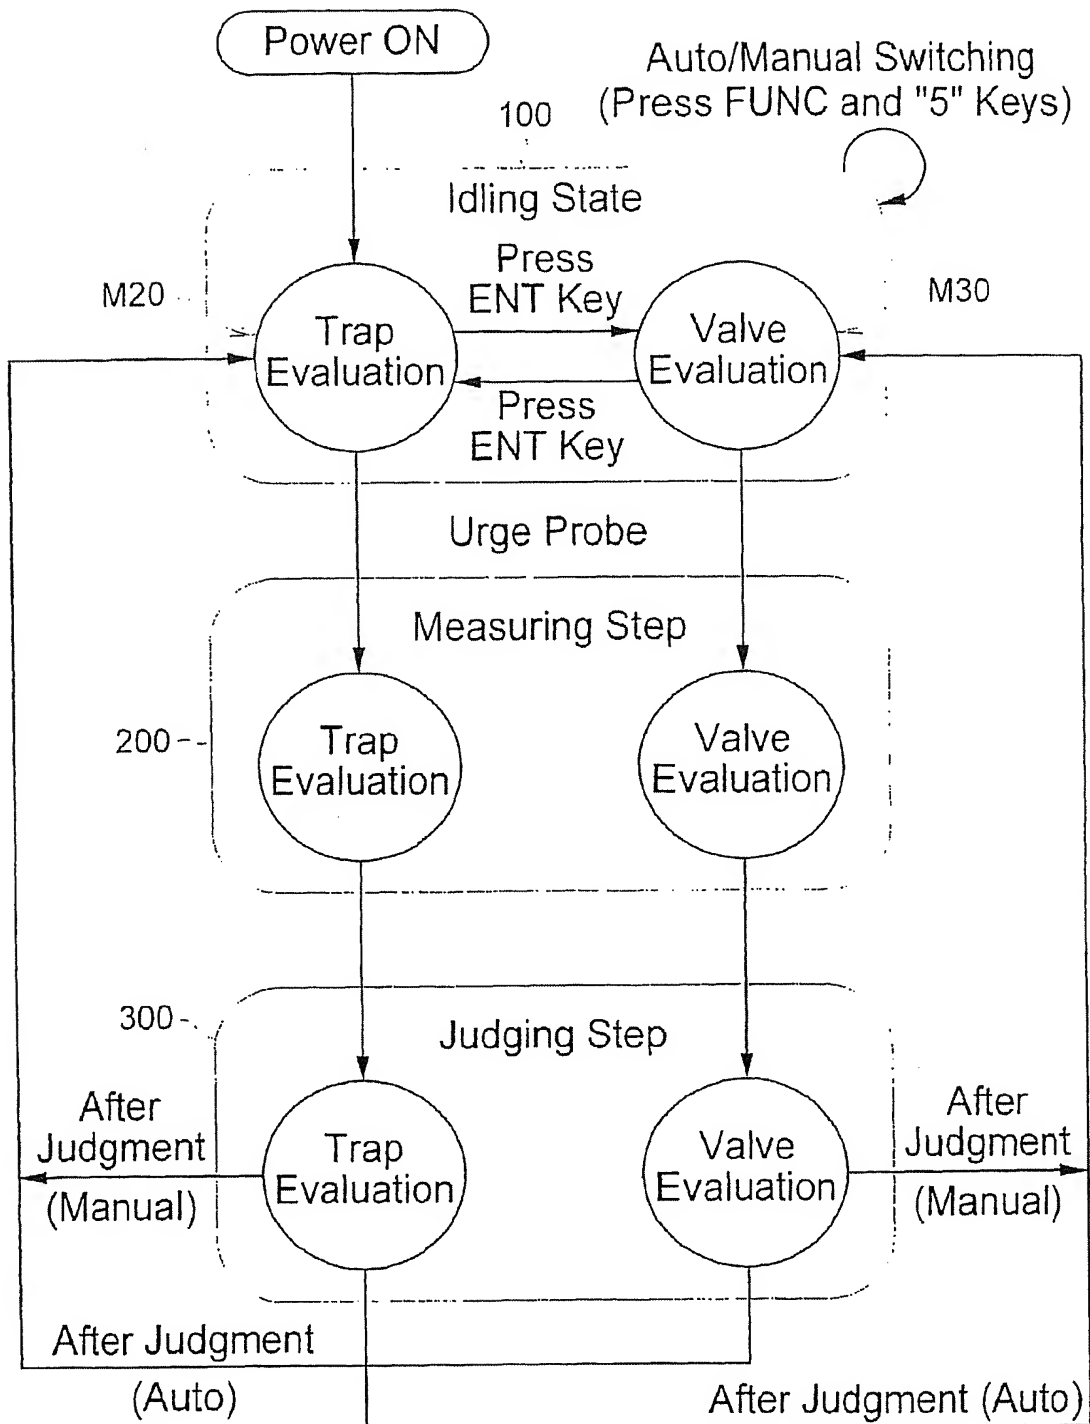 Power ON
Auto/Manual Switching
(Press FUNC and "5" Keys)
100
Idling State
M20
Press
ENT Key
M30
Trap
Evaluation
Valve
Evaluation
Press
ENT Key
Urge Probe
Measuring Step
200
Trap
Evaluation
Valve
Evaluation
300
Judging Step
After
Judgment
(Manual)
Trap
Evaluation
Valve
Evaluation
After
Judgment
(Manual)
After Judgment
(Auto)
After Judgment (Auto)